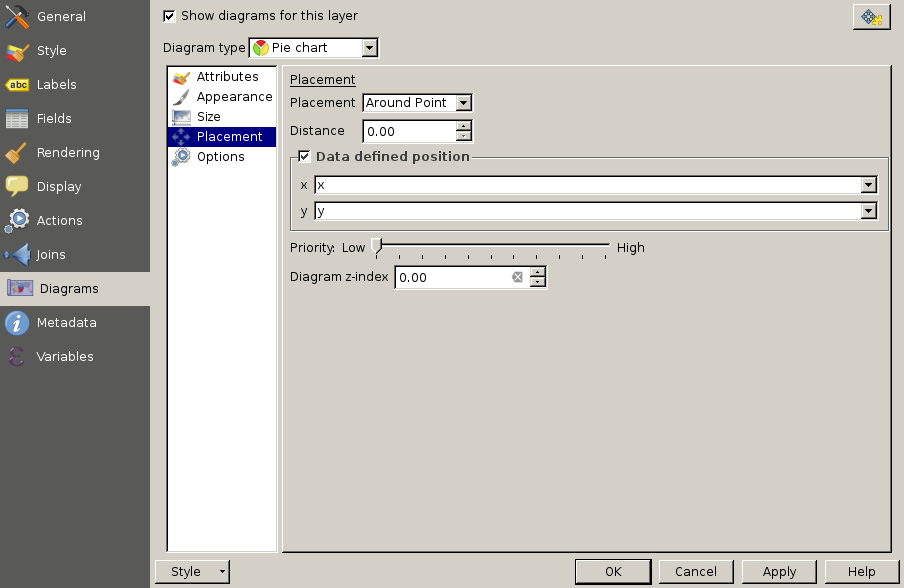 General
Style
abc Labels
Fields
Rendering
Display
Actions
Joins
Diagrams
Metadata
Variables
Show diagrams for this layer
Diagram type Pie chart
Attributes
Appearance
Size
Placement
Options
Placement
Placement Around Point
Distance 0.00
Data defined position
x x
y y
Priority: Low High
Diagram z-index 0.00
Style OK Cancel Apply Help